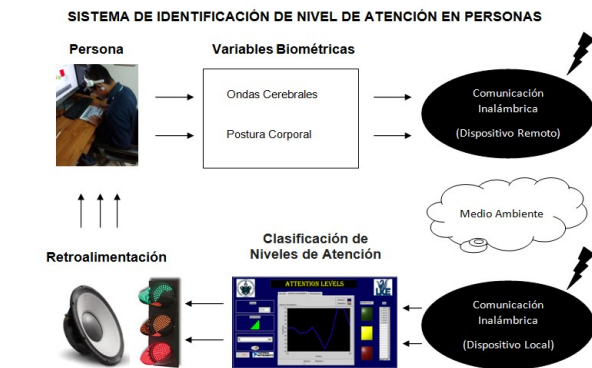 SISTEMA DE IDENTIFICACIÓN DE NIVEL DE ATENCIÓN EN PERSONAS
Persona
Variables Biométricas
Ondas Cerebrales
Postura Corporal
Comunicación
Inalámbrica
(Dispositivo Remoto)
Medio Ambiente
Retroalimentación
Clasificación de
Niveles de Atención
ATTENTION LEVELS
Comunicación
Inalámbrica
(Dispositivo Local)